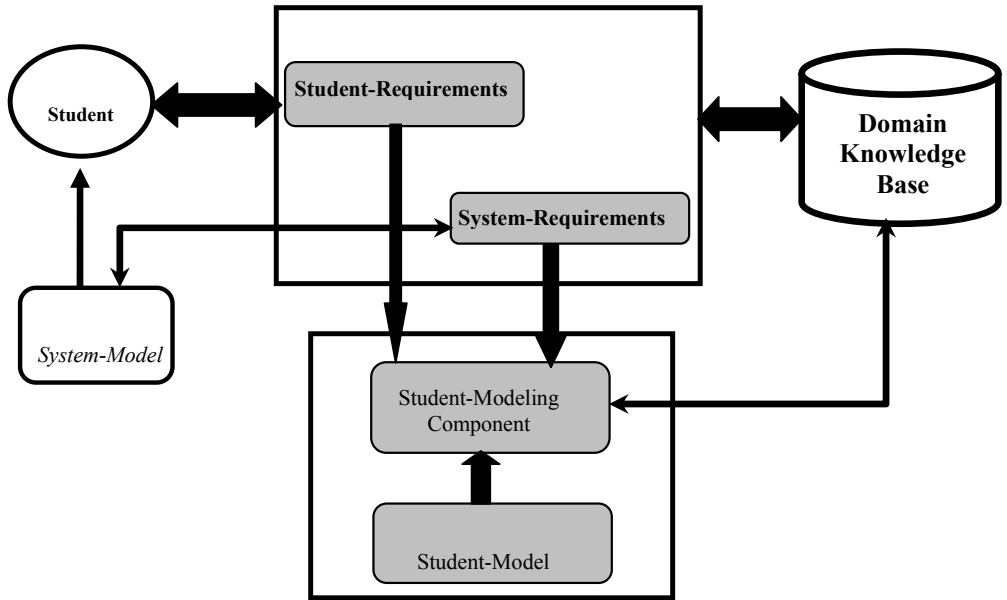 Student-Requirements
Student
Domain
Knowledge
Base
System-Requirements
System-Model
Student-Modeling
Component
Student-Model